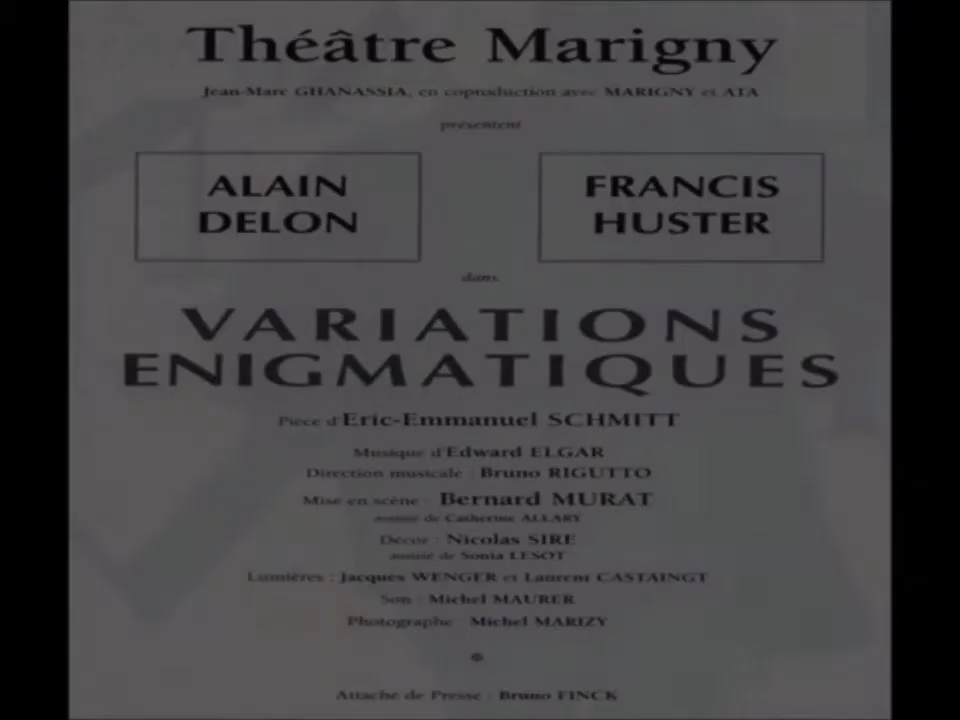 Théâtre Marigny
Jean-Marc GHANASSIA, en coproduction avec MARIGNY et ATA
présentent
ALAIN
DELON
FRANCIS
HUSTER
dans
VARIATIONS
ENIGMATIQUES
Pièce d'Eric-Emmanuel SCHMITT
Musique d'Edward ELGAR
Direction musicale : Bruno RIGUTTO
Mise en scène : Bernard MURAT
assisté de Catherine ALLARY
Décor : Nicolas SIRE
assisté de Sonia LESOT
Lumières : Jacques WENGER et Laurent CASTAINGT
Son : Michel MAURER
Photographe : Michel MARIZY
Attaché de Presse : Bruno FINCK